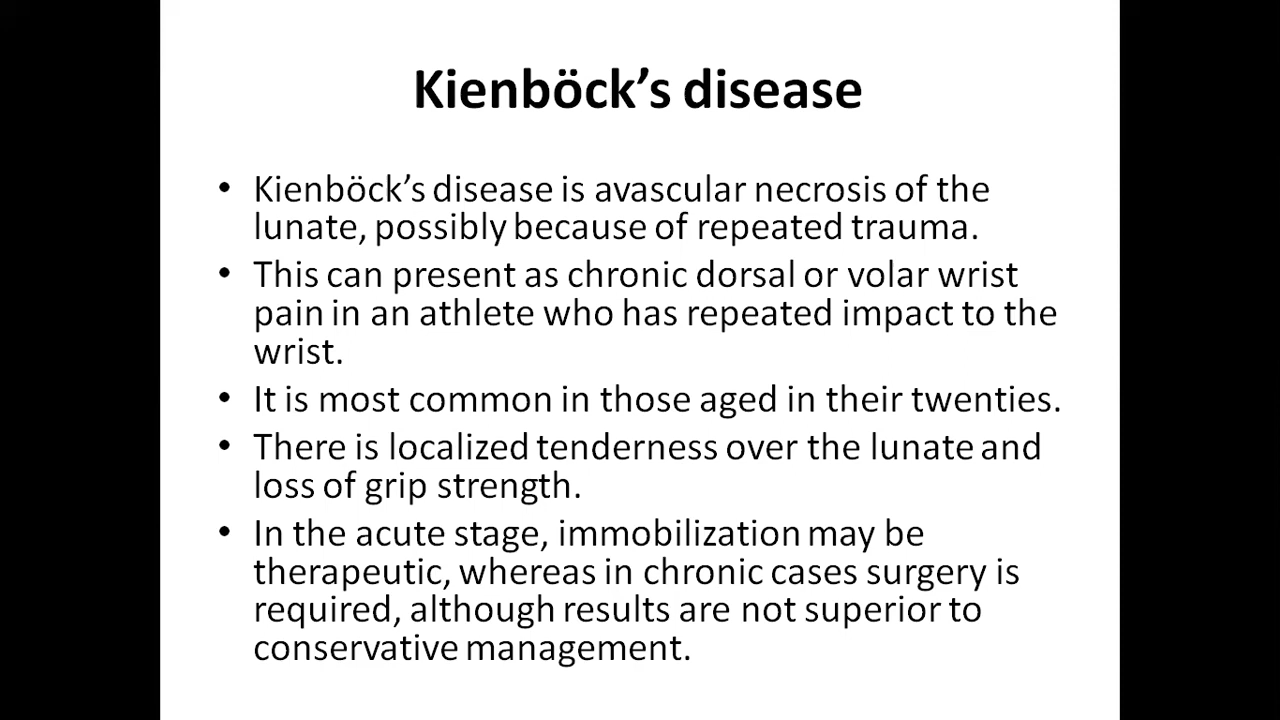 Kienböck’s disease
• Kienböck’s disease is avascular necrosis of the
lunate, possibly because of repeated trauma.
• This can present as chronic dorsal or volar wrist
pain in an athlete who has repeated impact to the
wrist.
• It is most common in those aged in their twenties.
• There is localized tenderness over the lunate and
loss of grip strength.
• In the acute stage, immobilization may be
therapeutic, whereas in chronic cases surgery is
required, although results are not superior to
conservative management.